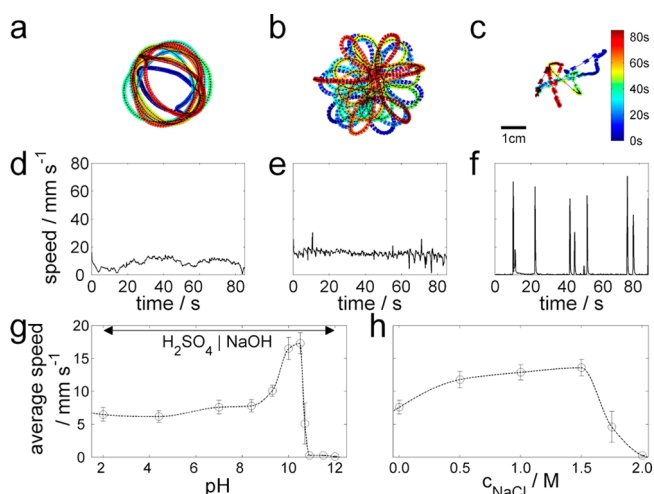 a b c
80s
60s
40s
20s
0s
1cm
d e f
speed / mm s⁻¹
80
60
40
20
0
0 20 40 60 80
time / s
0 20 40 60 80
time / s
0 20 40 60 80
time / s
g h
average speed
/ mm s⁻¹
20
15
10
5
0
H₂SO₄ | NaOH
2 4 6 8 10 12
pH
0.0 0.5 1.0 1.5 2.0
c_NaCl / M